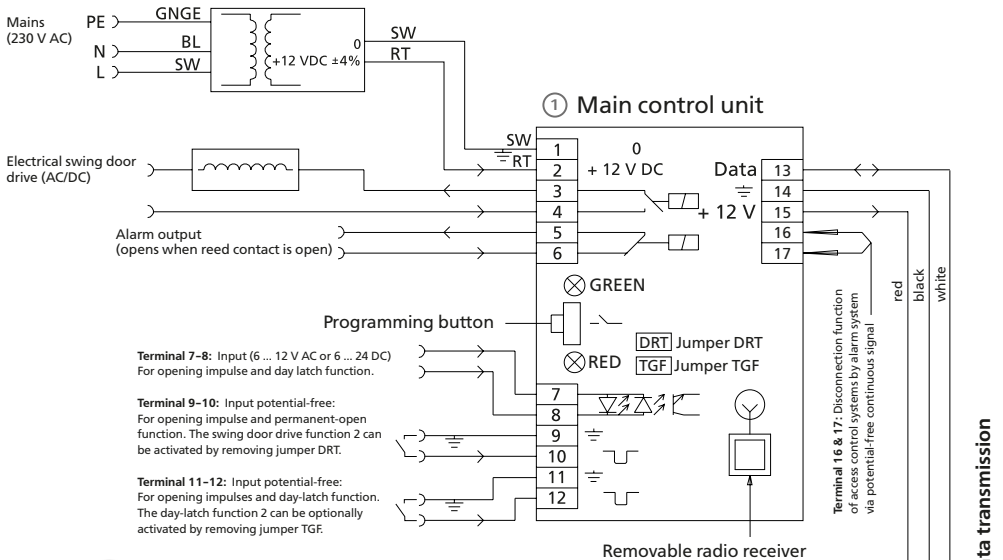 Mains
(230 V AC)
PE
GNGE
N
BL
L
SW
0
+12 VDC ±4%
SW
RT
① Main control unit
Electrical swing door
drive (AC/DC)
Alarm output
(opens when reed contact is open)
SW
RT
1
2
3
4
5
6
0
+ 12 V DC
Data
+ 12 V
13
14
15
16
17
GREEN
Programming button
RED
DRT Jumper DRT
TGF Jumper TGF
Terminal 7–8: Input (6 ... 12 V AC or 6 ... 24 DC)
For opening impulse and day latch function.
Terminal 9–10: Input potential-free:
For opening impulse and permanent-open
function. The swing door drive function 2 can
be activated by removing jumper DRT.
Terminal 11–12: Input potential-free:
For opening impulses and day-latch function.
The day-latch function 2 can be optionally
activated by removing jumper TGF.
7
8
9
10
11
12
Removable radio receiver
Terminal 16 & 17: Disconnection function
of access control systems by alarm system
via potential-free continuous signal
red
black
white
ta transmission